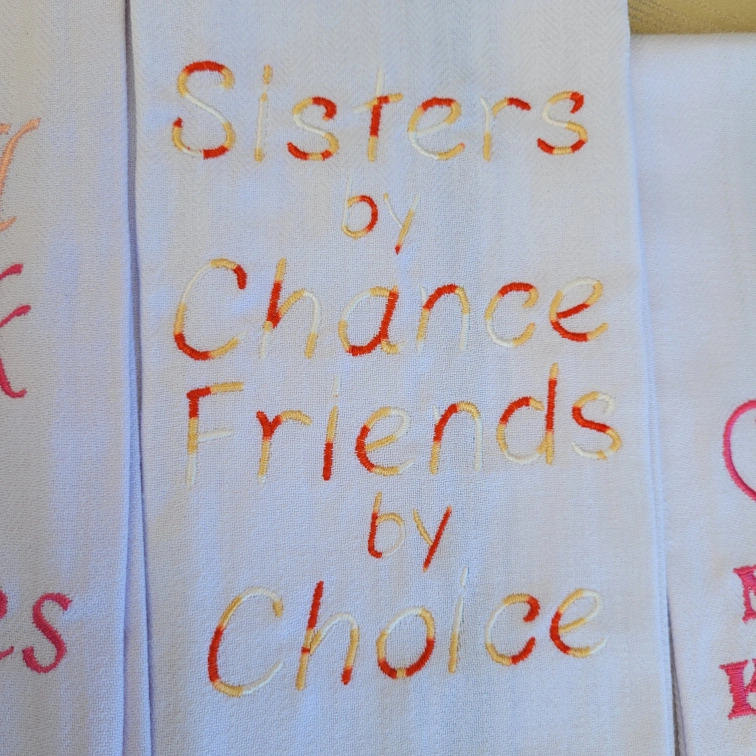 Sisters
by
Chance
Friends
by
Choice